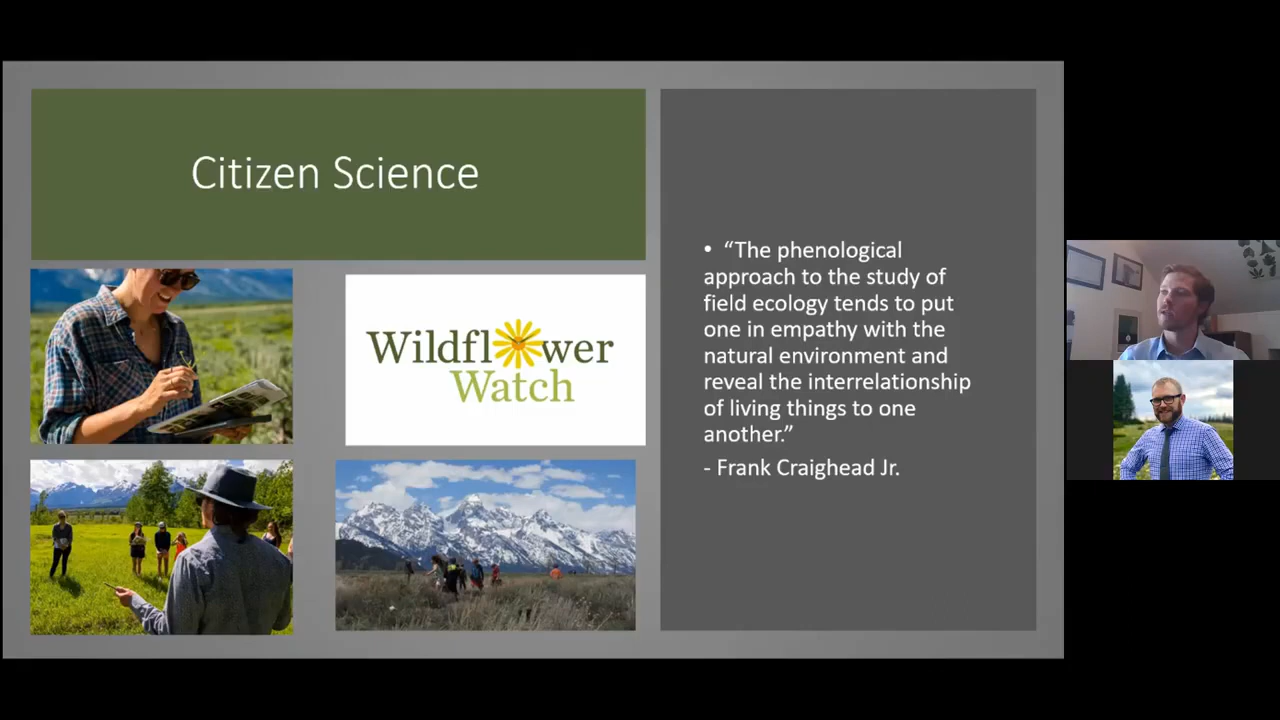 Citizen Science
Wildflower
Watch
• “The phenological
approach to the study of
field ecology tends to put
one in empathy with the
natural environment and
reveal the interrelationship
of living things to one
another.”
- Frank Craighead Jr.